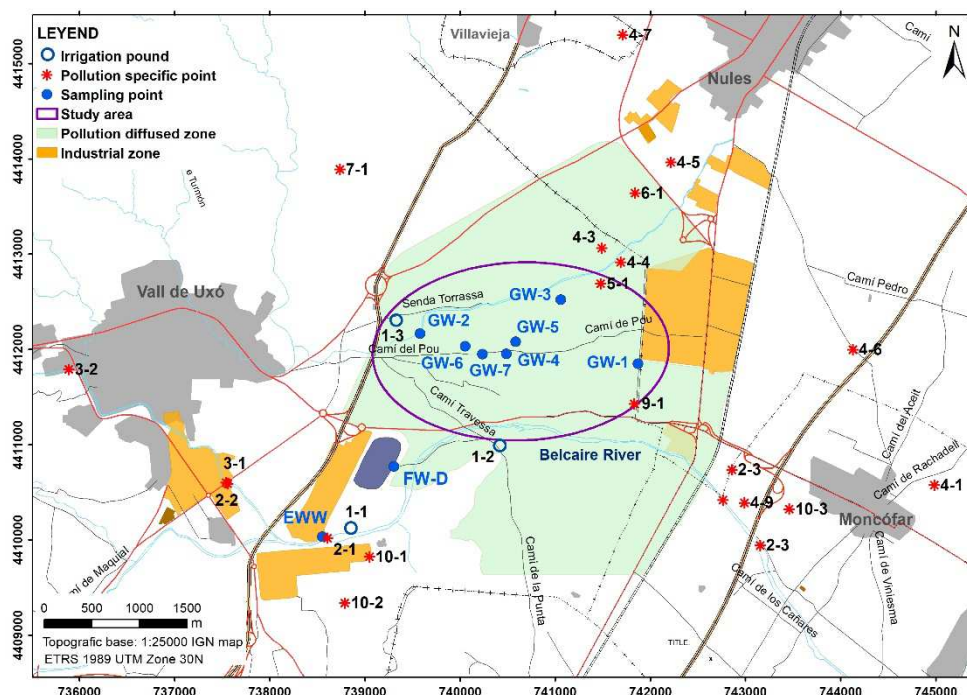 LEYEND
Irrigation pound
Pollution specific point
Sampling point
Study area
Pollution diffused zone
Industrial zone
Villavieja
4-7
Camí
N
Nules
7-1
4-5
6-1
e Turmón
4-3
4-4
5-1
Camí Pedro
Vall de Uxó
Senda Torrassa
GW-3
GW-2
GW-5
Camí de Pou
1-3
Camí del Pou
GW-6
GW-7
GW-4
GW-1
4-6
3-2
9-1
Camí Travessa
Camí del Aceit
1-2
Belcaire River
Camí de Rachadell
3-1
2-2
FW-D
2-3
4-1
4-9
10-3
Moncófar
EWW
1-1
2-1
10-1
2-3
Camí de Maquial
Camí de la Punta
Camí de los Cañares
Camí de Viniesma
10-2
0 500 1000 1500
m
Topografic base: 1:25000 IGN map
ETRS 1989 UTM Zone 30N
TITLE.
x
4415000
4414000
4413000
4412000
4411000
4410000
4409000
736000 737000 738000 739000 740000 741000 742000 743000 744000 745000